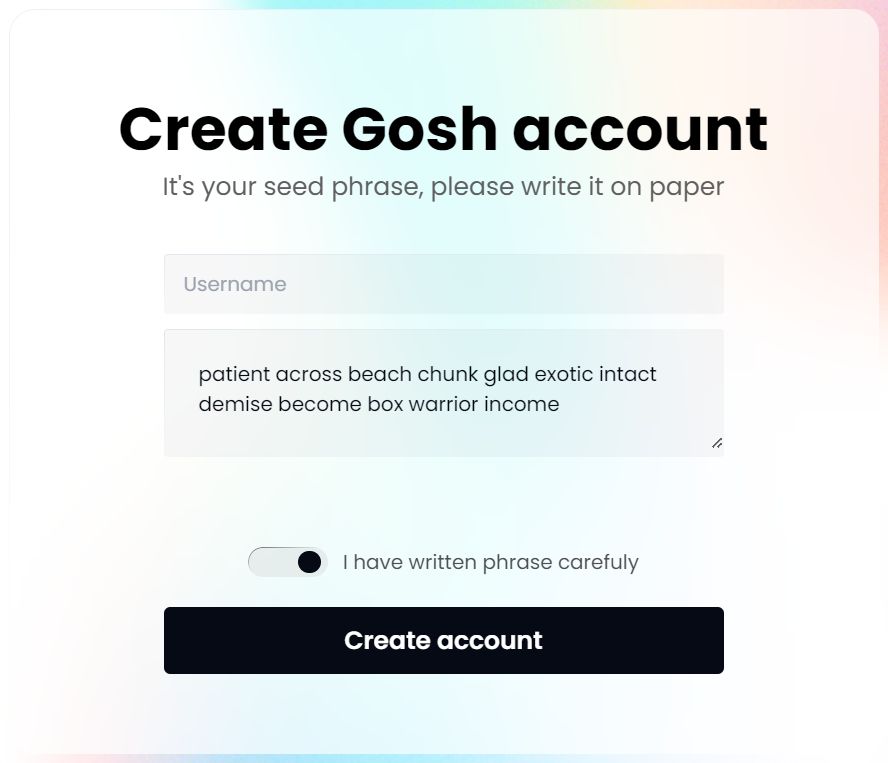 Create Gosh account
It's your seed phrase, please write it on paper
Username
patient across beach chunk glad exotic intact
demise become box warrior income
I have written phrase carefuly
Create account